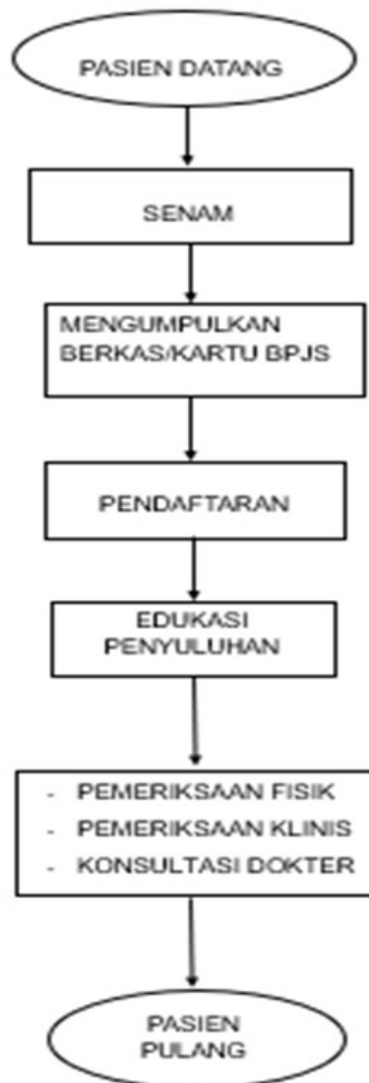 PASIEN DATANG
SENAM
MENGUMPULKAN
BERKAS/KARTU BPJS
PENDAFTARAN
EDUKASI
PENYULUHAN
- PEMERIKSAAN FISIK
- PEMERIKSAAN KLINIS
- KONSULTASI DOKTER
PASIEN
PULANG